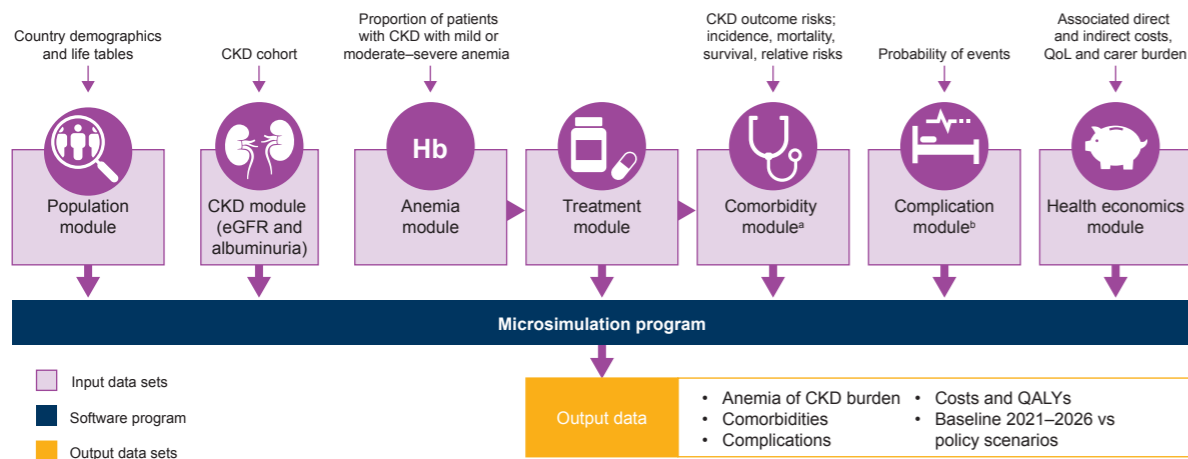 Country demographics
and life tables
CKD cohort
Proportion of patients
with CKD with mild or
moderate–severe anemia
CKD outcome risks;
incidence, mortality,
survival, relative risks
Probability of events
Associated direct
and indirect costs,
QoL and carer burden
Hb
Population
module
CKD module
(eGFR and
albuminuria)
Anemia
module
Treatment
module
Comorbidity
moduleᵃ
Complication
moduleᵇ
Health economics
module
Microsimulation program
Input data sets
Software program
Output data sets
Output data
• Anemia of CKD burden
• Comorbidities
• Complications
• Costs and QALYs
• Baseline 2021–2026 vs
policy scenarios